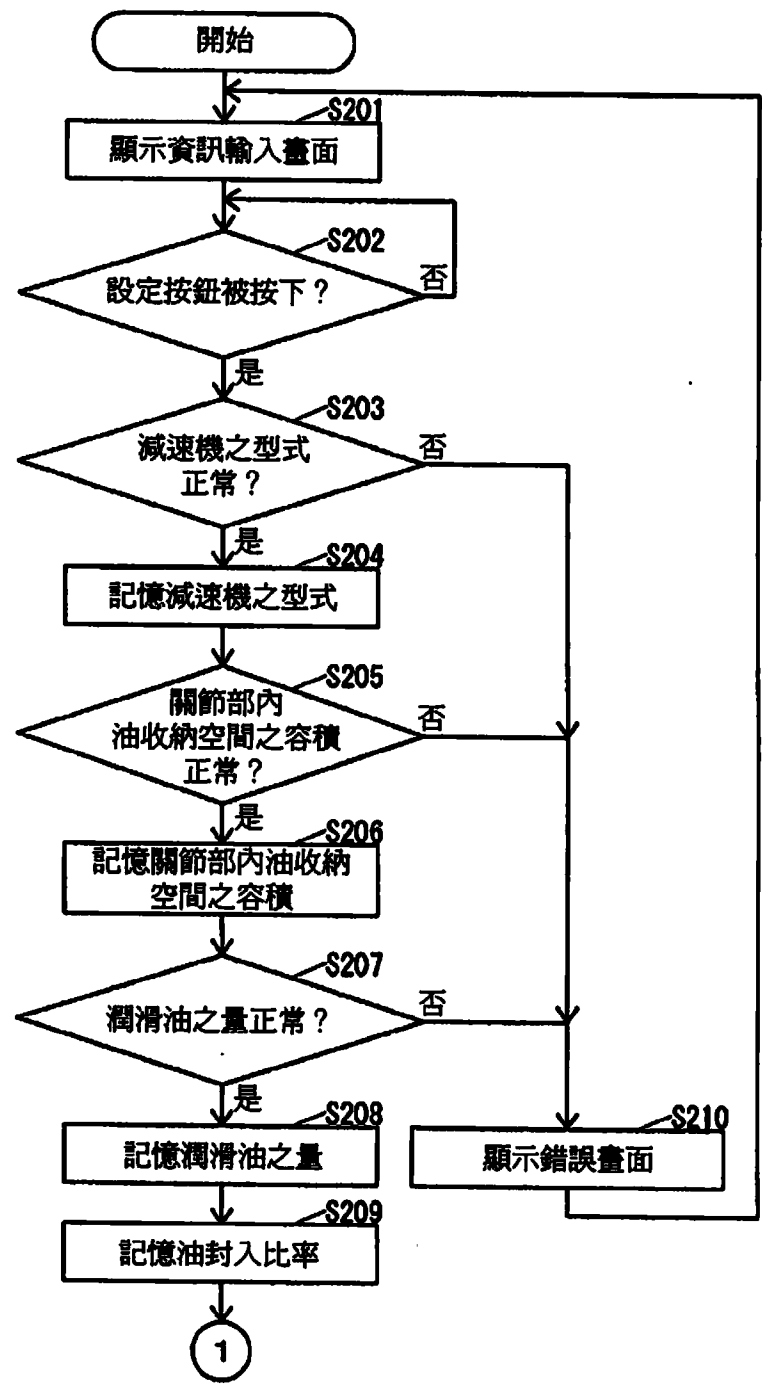 開始
S201
顯示資訊輸入畫面
S202
設定按鈕被按下？
否
是
S203
減速機之型式
正常？
否
是
S204
記憶減速機之型式
S205
關節部內
油收納空間之容積
正常？
否
是
S206
記憶關節部內油收納
空間之容積
S207
潤滑油之量正常？
否
是
S208
記憶潤滑油之量
S210
顯示錯誤畫面
S209
記憶油封入比率
1